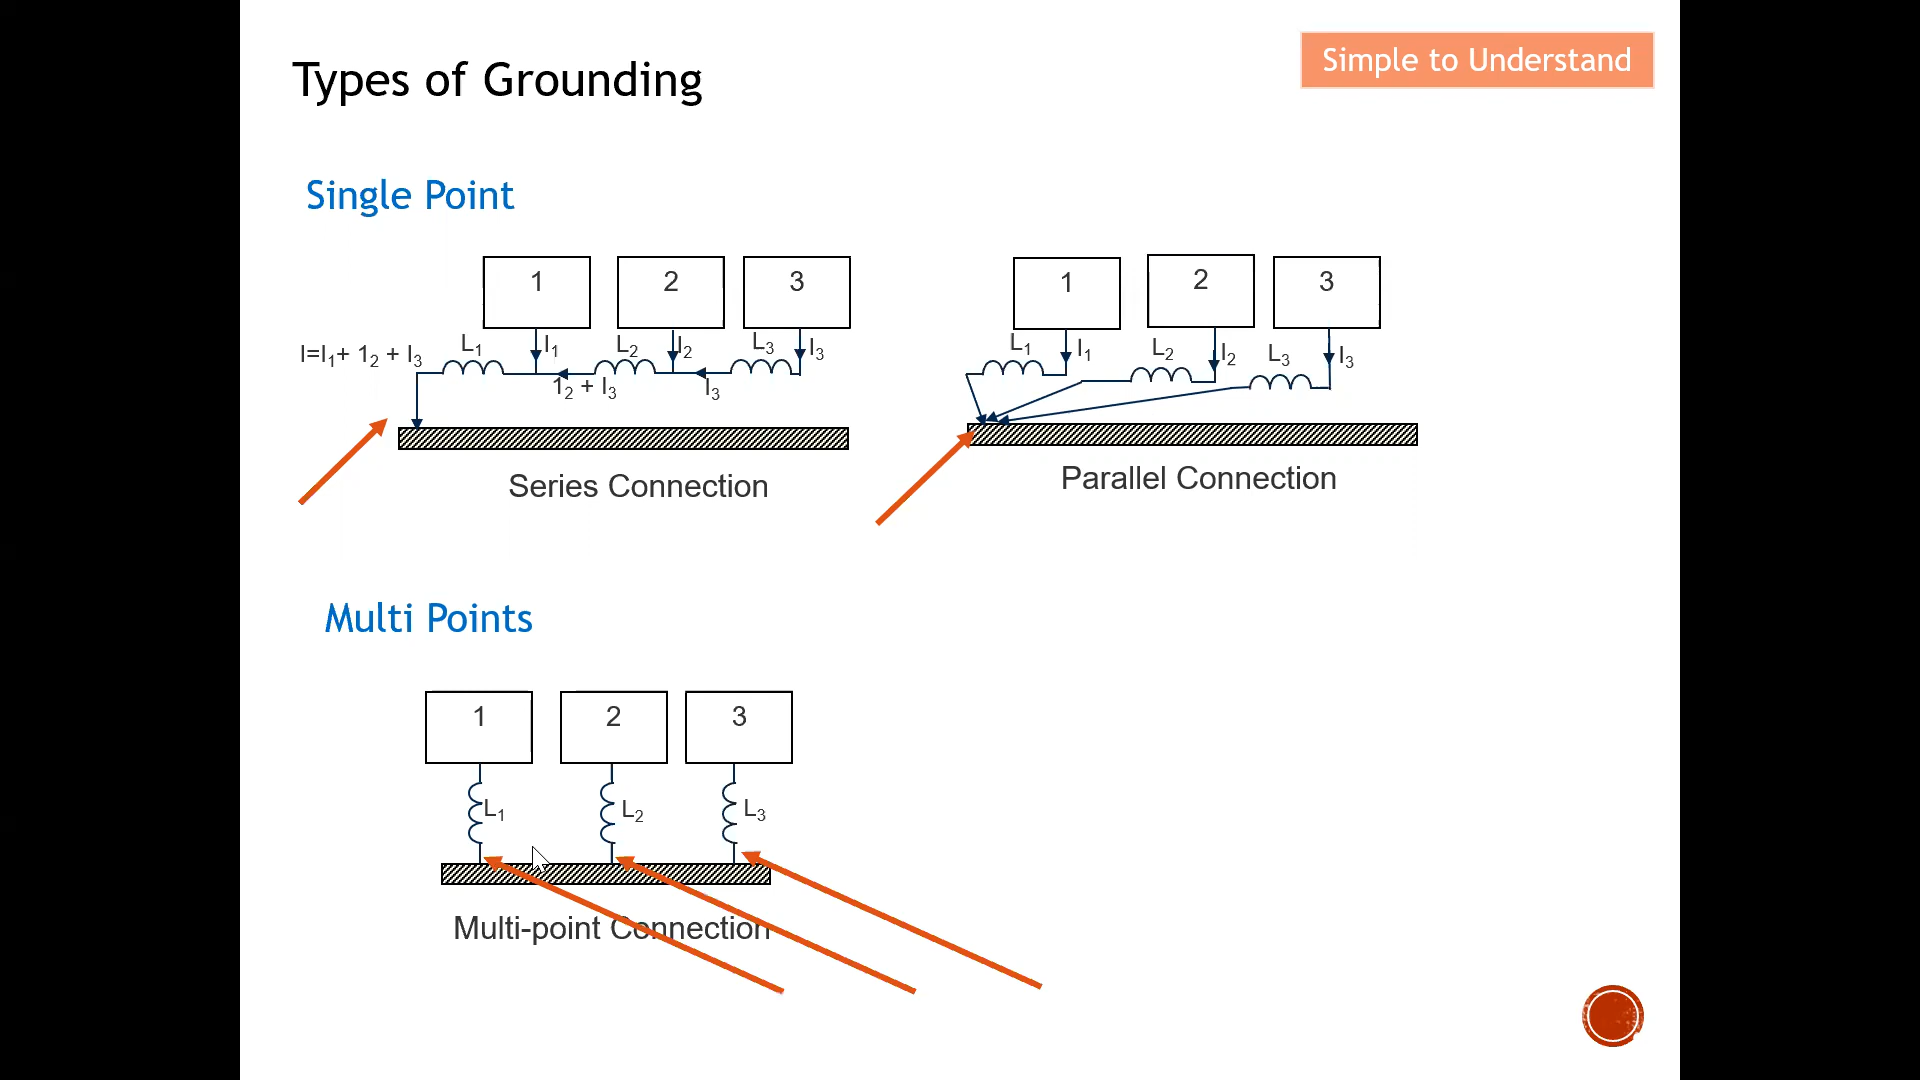 Types of Grounding
Simple to Understand
Single Point
1 2 3
L₁ I₁ L₂ I₂ L₃ I₃
I=I₁+ 1₂ + I₃
1₂ + I₃ I₃
Series Connection
1 2 3
L₁ I₁ L₂ I₂ L₃ I₃
Parallel Connection
Multi Points
1 2 3
L₁ L₂ L₃
Multi-point Connection